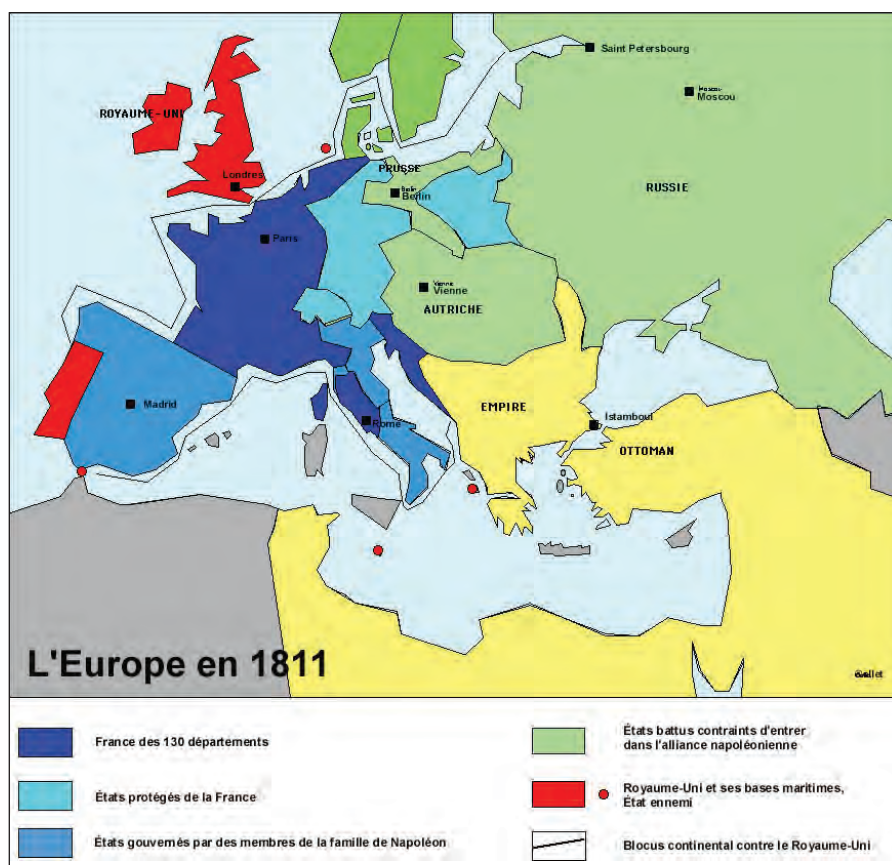 Saint Petersbourg
Moscou
Moscou
ROYAUME-UNI
RUSSIE
Londres
PRUSSE
Berlin
Berlin
Paris
Vienne
Vienne
AUTRICHE
Madrid
EMPIRE
Rome
Istamboul
OTTOMAN
L'Europe en 1811
France des 130 départements
États protégés de la France
États gouvernés par des membres de la famille de Napoléon
États battus contraints d'entrer
dans l'alliance napoléonienne
Royaume-Uni et ses bases maritimes,
État ennemi
Blocus continental contre le Royaume-Uni